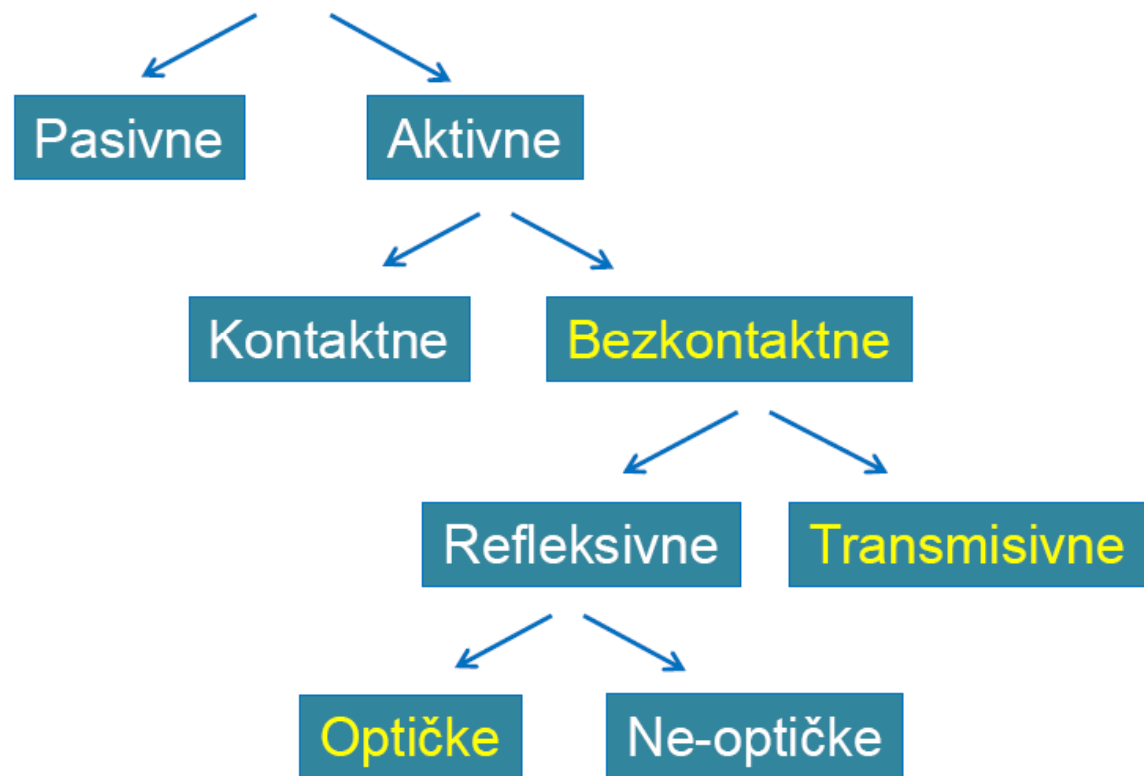 Pasivne
Aktivne
Kontaktne
Bezkontaktne
Refleksivne
Transmisivne
Optičke
Ne-optičke